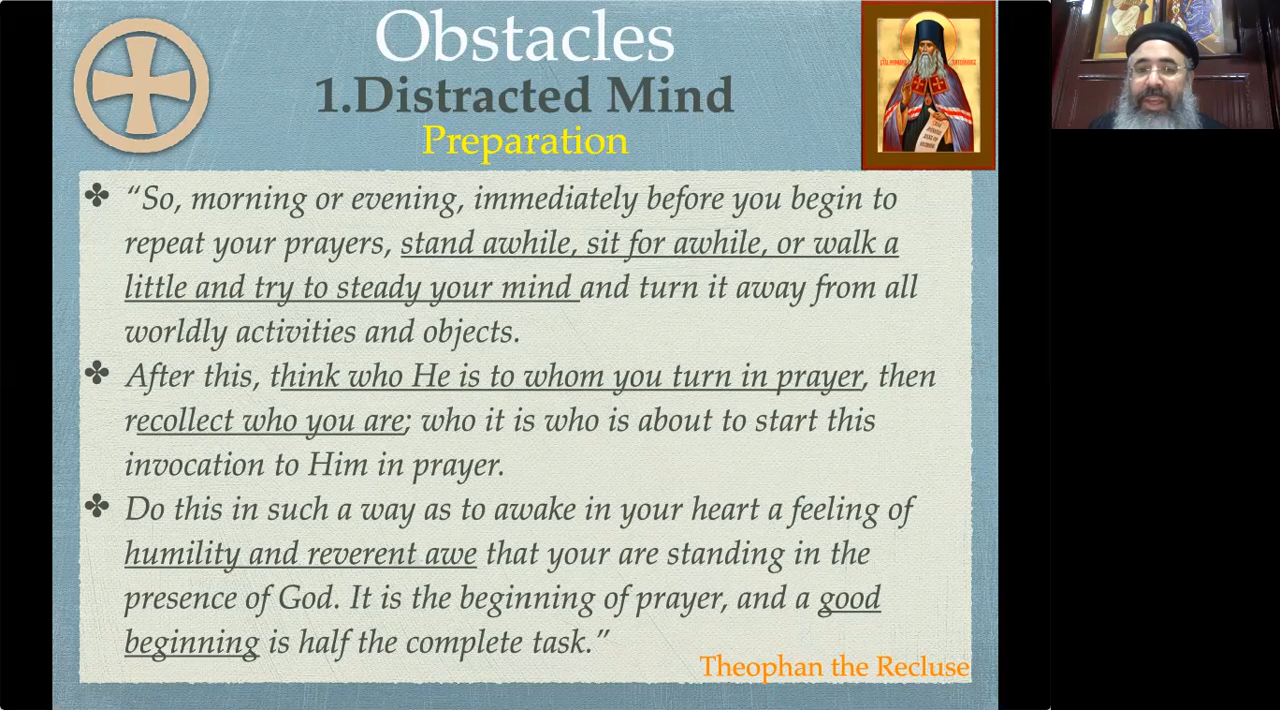 Obstacles
1.Distracted Mind
Preparation
“So, morning or evening, immediately before you begin to
repeat your prayers, stand awhile, sit for awhile, or walk a
little and try to steady your mind and turn it away from all
worldly activities and objects.
After this, think who He is to whom you turn in prayer, then
recollect who you are; who it is who is about to start this
invocation to Him in prayer.
Do this in such a way as to awake in your heart a feeling of
humility and reverent awe that your are standing in the
presence of God. It is the beginning of prayer, and a good
beginning is half the complete task.”
Theophan the Recluse